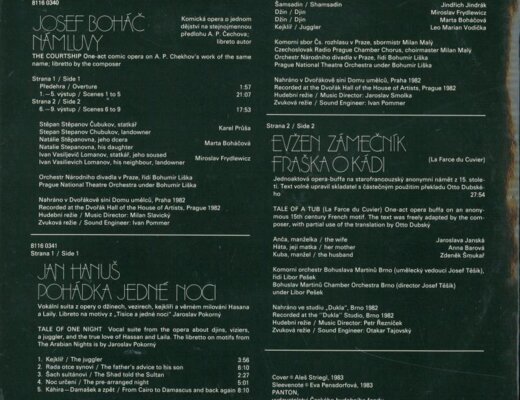 8116 0340
JOSEF BOHÁČ
NÁMLUVY
Komická opera o jednom
dějství na stejnojmennou
předlohu A. P. Čechova;
libreto autor
THE COURTSHIP One-act comic opera on A. P. Chekhov's work of the same
name; libretto by the composer
Strana 1 / Side 1
Předehra / Overture 1:57
1.—5. výstup / Scenes 1 to 5 21:07
Strana 2 / Side 2
6.—9. výstup / Scenes 6 to 9 17:53
Stěpan Stěpanov Čubukov, statkář
Stepan Stepanovich Chubukov, landowner Karel Průša
Natálie Stěpanovna, jeho dcera
Natalie Stepanovna, his daughter Marta Boháčová
Ivan Vasiljevič Lomanov, statkář, jeho soused
Ivan Vasilievich Lomanov, his neighbour, landowner Miroslav Frydlewicz
Orchestr Národního divadla v Praze, řídí Bohumír Liška
Prague National Theatre Orchestra under Bohumír Liška
Nahráno v Dvořákově síni Domu umělců, Praha 1982
Recorded at the Dvořák Hall of the House of Artists, Prague 1982
Hudební režie / Music Director: Milan Slavický
Zvuková režie / Sound Engineer: Ivan Pommer
8116 0341
Strana 1 / Side 1
JAN HANUŠ
POHÁDKA JEDNÉ NOCI
Vokální suita z opery o džinech, vezírech, kejklíři a věrném milování Hasana
a Laily. Libreto na motivy z „Tisíce a jedné noci" Jaroslav Pokorný
TALE OF ONE NIGHT Vocal suite from the opera about djins, viziers,
a juggler, and the true love of Hassan and Laila. The libretto on motifs from
The Arabian Nights is by Jaroslav Pokorný
1. Kejklíř / The juggler 3:56
2. Rada otce synovi / The father's advice to his son 4:10
3. Šach sultánovi / The Shad told the Sultan 2:27
4. Noc určení / The pre-arranged night 5:01
5. Káhira—Damašek a zpět / From Cairo to Damascus and back again 8:10
Šamsadin / Shamsadin Jindřich Jindrák
Džin / Djin Miroslav Frydlewicz
Džin / Djin Marta Boháčová
Kejklíř / Juggler Leo Marian Vodička
Komorní sbor Čs. rozhlasu v Praze, sbormistr Milan Malý
Czechoslovak Radio Prague Chamber Chorus, choirmaster Milan Malý
Orchestr Národního divadla v Praze, řídí Bohumír Liška
Prague National Theatre Orchestra under Bohumír Liška
Nahráno v Dvořákově síni Domu umělců, Praha 1982
Recorded at the Dvořák Hall of the House of Artists, Prague 1982
Hudební režie / Music Director: Jaroslav Smolka
Zvuková režie / Sound Engineer: Ivan Pommer
Strana 2 / Side 2
EVŽEN ZÁMEČNÍK
FRAŠKA O KÁDI
(La Farce du Cuvier)
Jednoaktová opera-buffa na starofrancouzský anonymní námět z 15. stole-
tí. Text volně upravil skladatel s částečným použitím překladu Otto Dubské-
ho 27:54
TALE OF A TUB (La Farce du Cuvier) One-act opera buffa on an anony-
mous 15th century French motif. The text was freely adapted by the com-
poser, with partial use of the translation by Otto Dubský
Anča, manželka / the wife Jaroslava Janská
Háta, její matka / her mother Anna Barová
Kuba, manžel / the husband Zdeněk Šmukař
Komorní orchestr Bohuslava Martinů Brno (umělecký vedoucí Josef Těšík),
řídí Libor Pešek
Bohuslav Martinů Chamber Orchestra Brno (director Josef Těšík)
under Libor Pešek
Nahráno ve studiu „Dukla", Brno 1982
Recorded at the "Dukla" Studio, Brno 1982
Hudební režie / Music Director: Petr Řezníček
Zvuková režie / Sound Engineer: Otakar Tajovský
Cover © Aleš Striegl, 1983
Sleevenote © Eva Pensdorfová, 1983
PANTON,